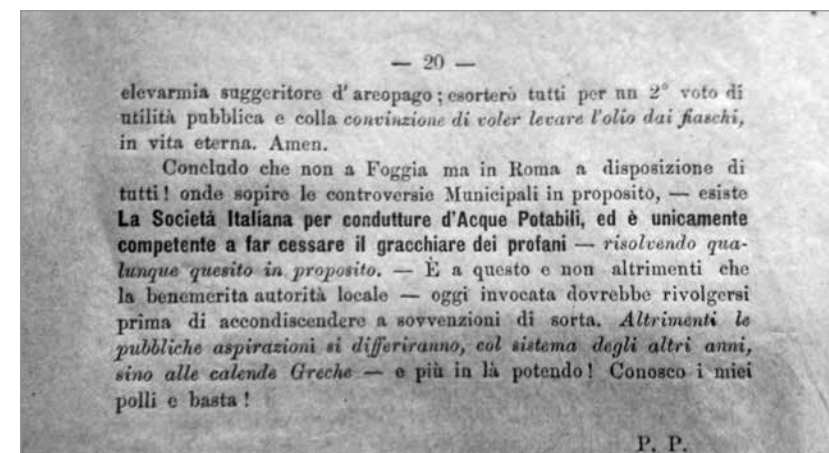 — 20 —
elevarmia suggeritore d' areopago ; esorterò tutti per un 2° voto di
utilità pubblica e colla convinzione di voler levare l'olio dai fiaschi,
in vita eterna. Amen.
Concludo che non a Foggia ma in Roma a disposizione di
tutti! onde sopire le controversie Municipali in proposito, — esiste
La Società Italiana per condutture d'Acque Potabili, ed è unicamente
competente a far cessare il gracchiare dei profani — risolvendo qua-
lunque quesito in proposito. — È a questo e non altrimenti che
la benemerita autorità locale — oggi invocata dovrebbe rivolgersi
prima di accondiscendere a sovvenzioni di sorta. Altrimenti le
pubbliche aspirazioni si differiranno, col sistema degli altri anni,
sino alle calende Greche — e più in là potendo! Conosco i miei
polli e basta !
P. P.